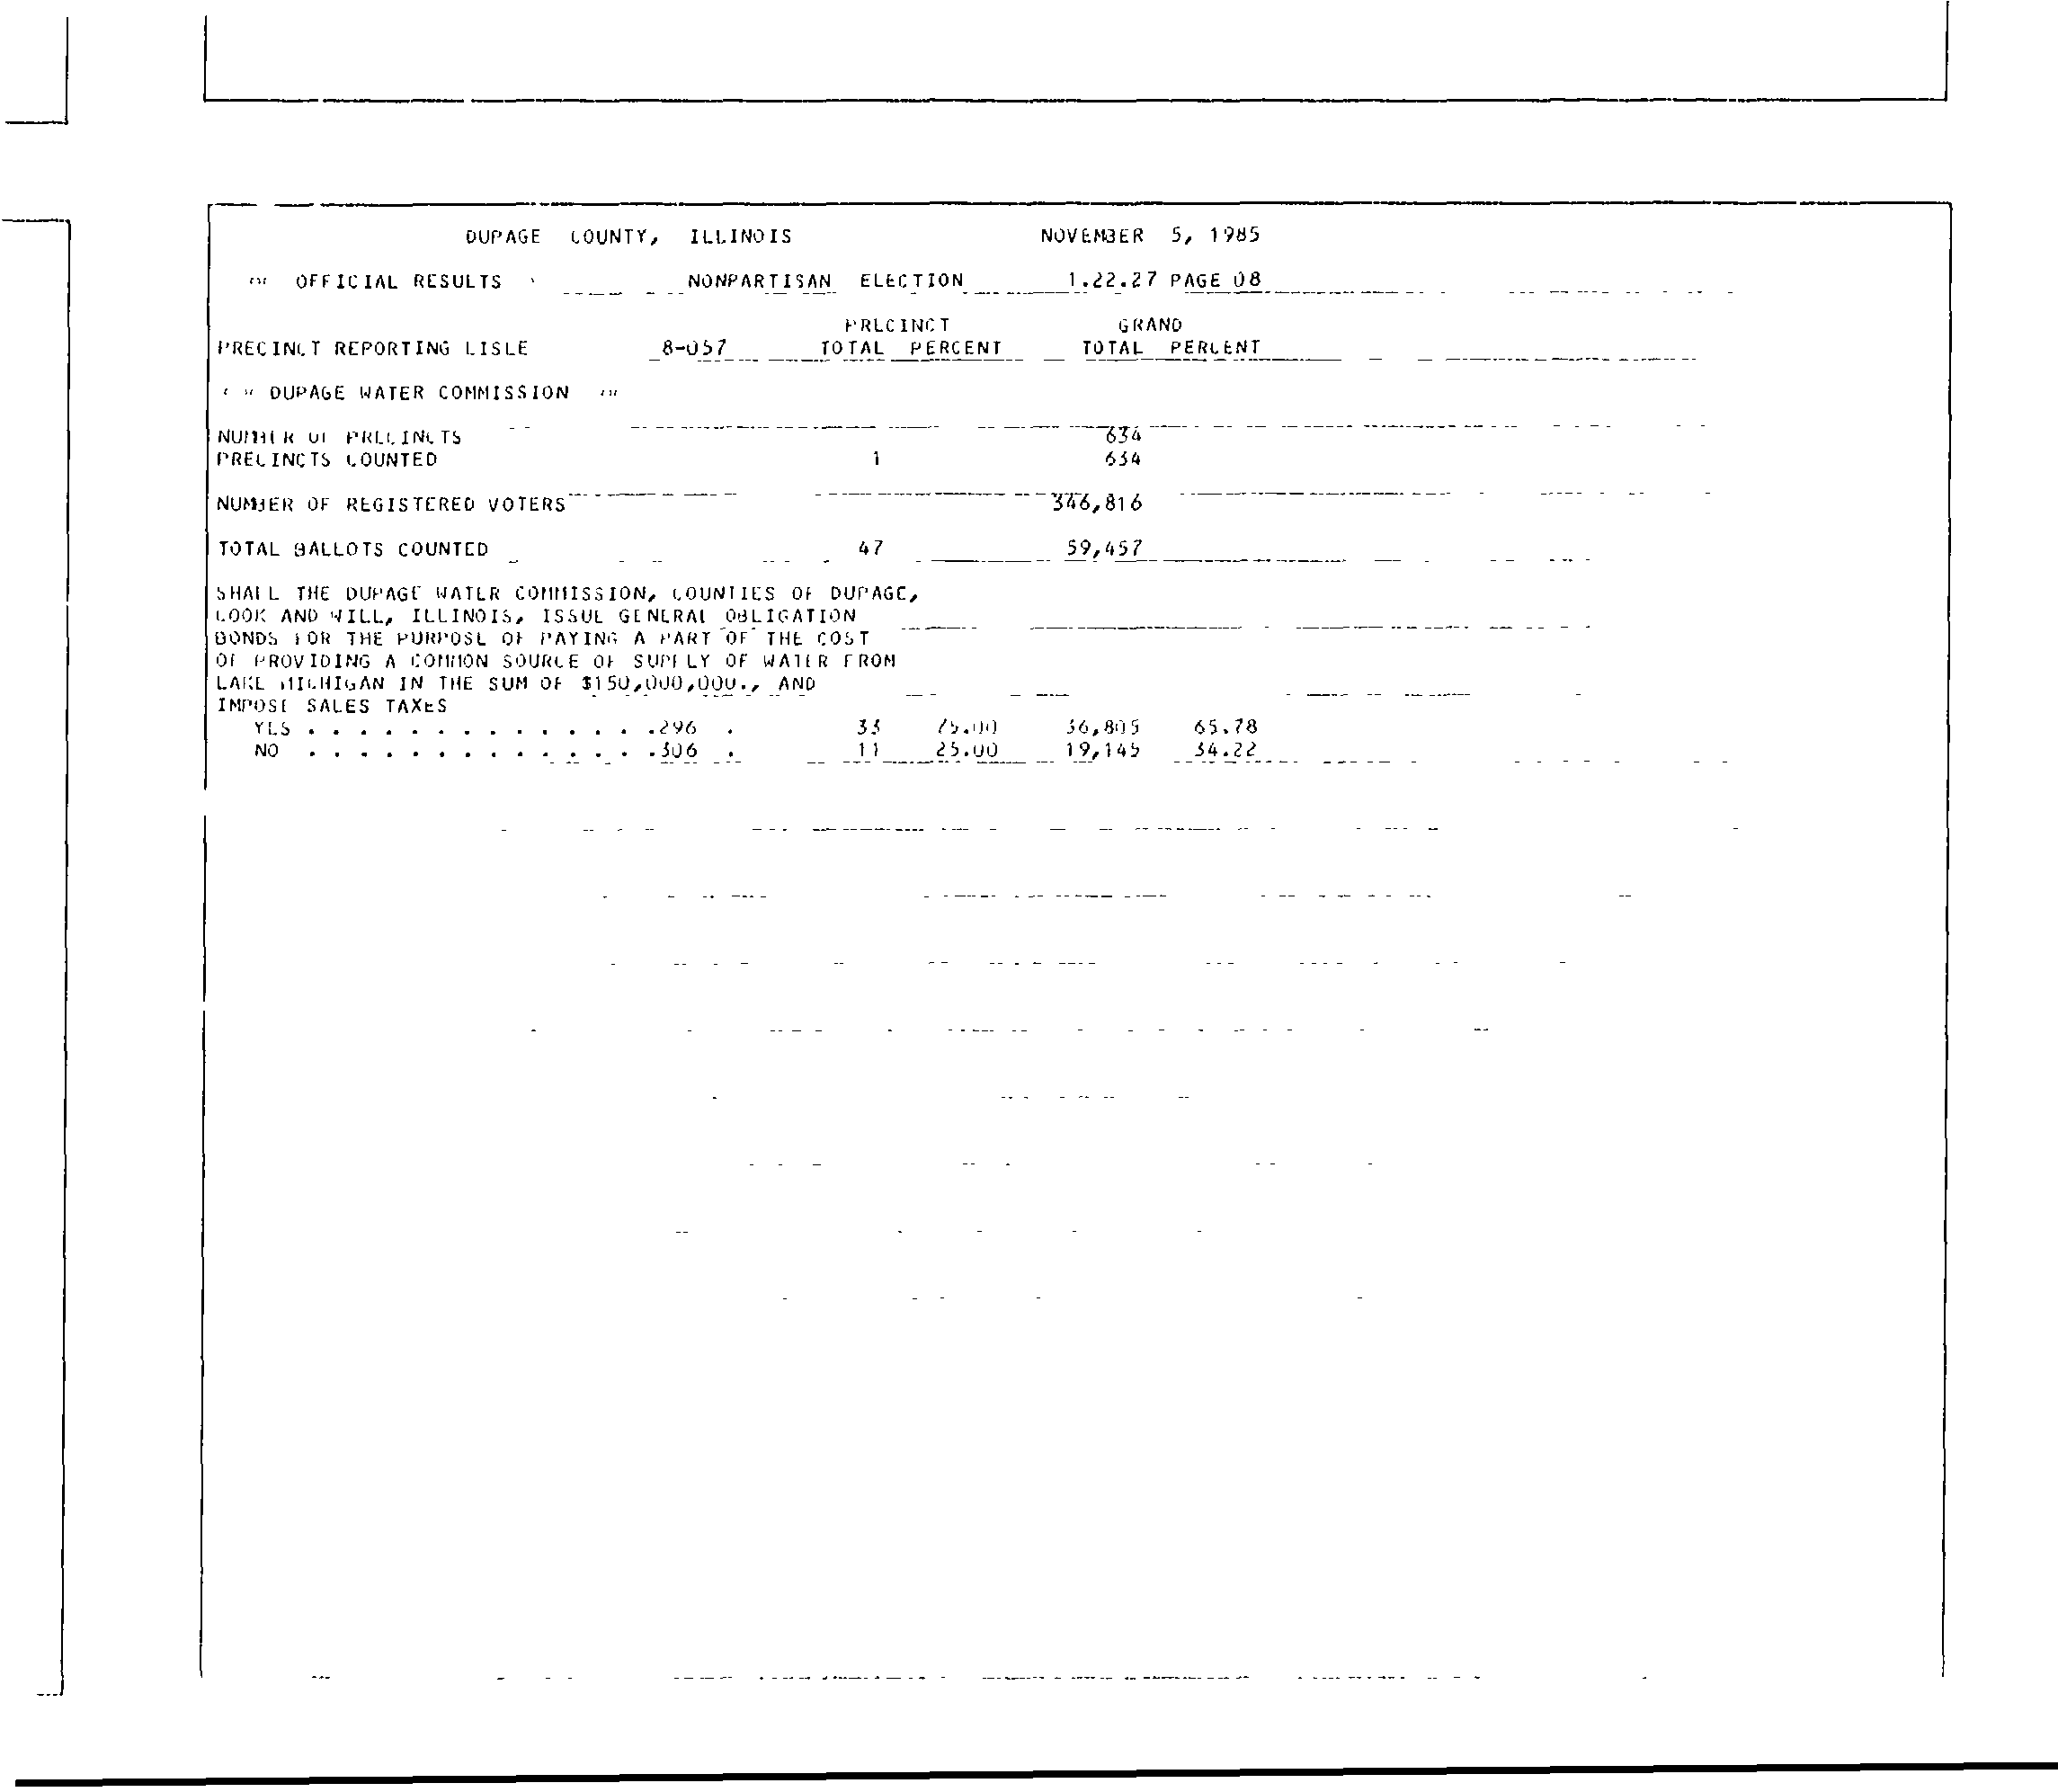 DUPAGE COUNTY, ILLINOIS NOVEMBER 5, 1985
OFFICIAL RESULTS NONPARTISAN ELECTION 1.22.27 PAGE 08
PRECINCT GRAND
PRECINCT REPORTING LISLE 8-057 TOTAL PERCENT TOTAL PERCENT
DUPAGE WATER COMMISSION
NUMBER OF PRECINCTS 634
PRECINCTS COUNTED 1 634
NUMBER OF REGISTERED VOTERS 346,816
TOTAL BALLOTS COUNTED 47 59,457
SHALL THE DUPAGE WATER COMMISSION, COUNTIES OF DUPAGE,
COOK AND WILL, ILLINOIS, ISSUE GENERAL OBLIGATION
BONDS FOR THE PURPOSE OF PAYING A PART OF THE COST
OF PROVIDING A COMMON SOURCE OF SUPPLY OF WATER FROM
LAKE MICHIGAN IN THE SUM OF $150,000,000., AND
IMPOSE SALES TAXES
YES . . . . . . . . . . . . . .296 . 33 75.00 36,805 65.78
NO . . . . . . . . . . . . . .306 . 11 25.00 19,145 34.22